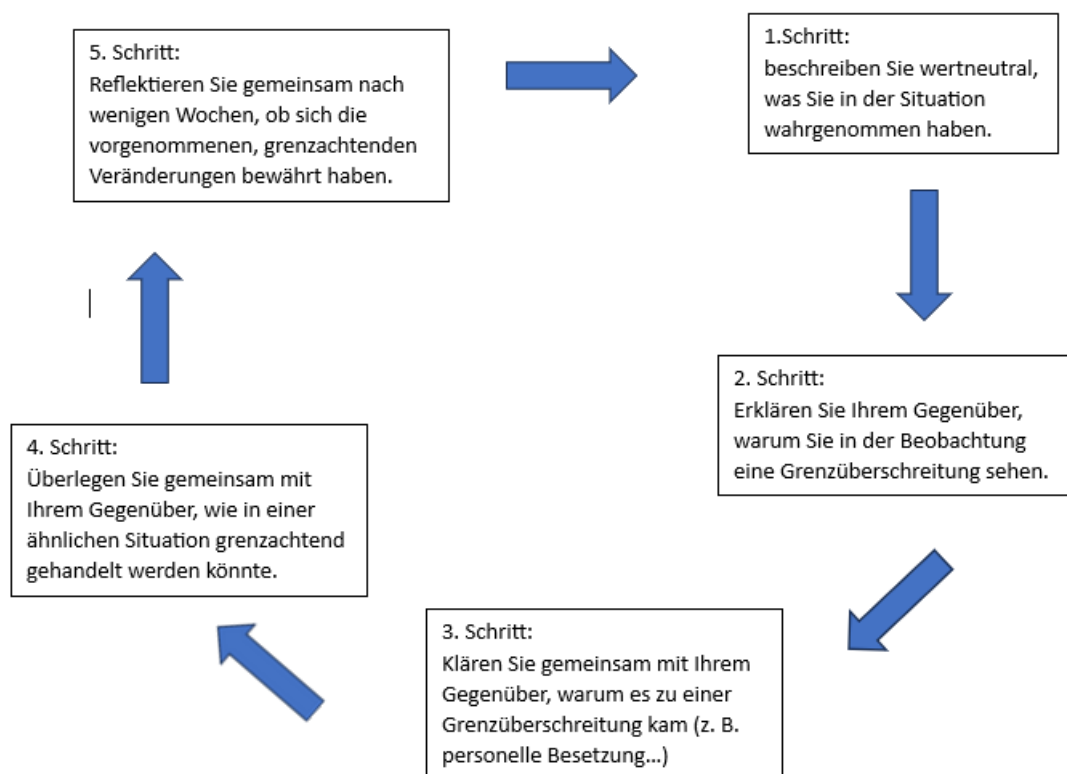 1.Schritt:
beschreiben Sie wertneutral,
was Sie in der Situation
wahrgenommen haben.
2. Schritt:
Erklären Sie Ihrem Gegenüber,
warum Sie in der Beobachtung
eine Grenzüberschreitung sehen.
3. Schritt:
Klären Sie gemeinsam mit Ihrem
Gegenüber, warum es zu einer
Grenzüberschreitung kam (z. B.
personelle Besetzung...)
4. Schritt:
Überlegen Sie gemeinsam mit
Ihrem Gegenüber, wie in einer
ähnlichen Situation grenzachtend
gehandelt werden könnte.
5. Schritt:
Reflektieren Sie gemeinsam nach
wenigen Wochen, ob sich die
vorgenommenen, grenzachtenden
Veränderungen bewährt haben.